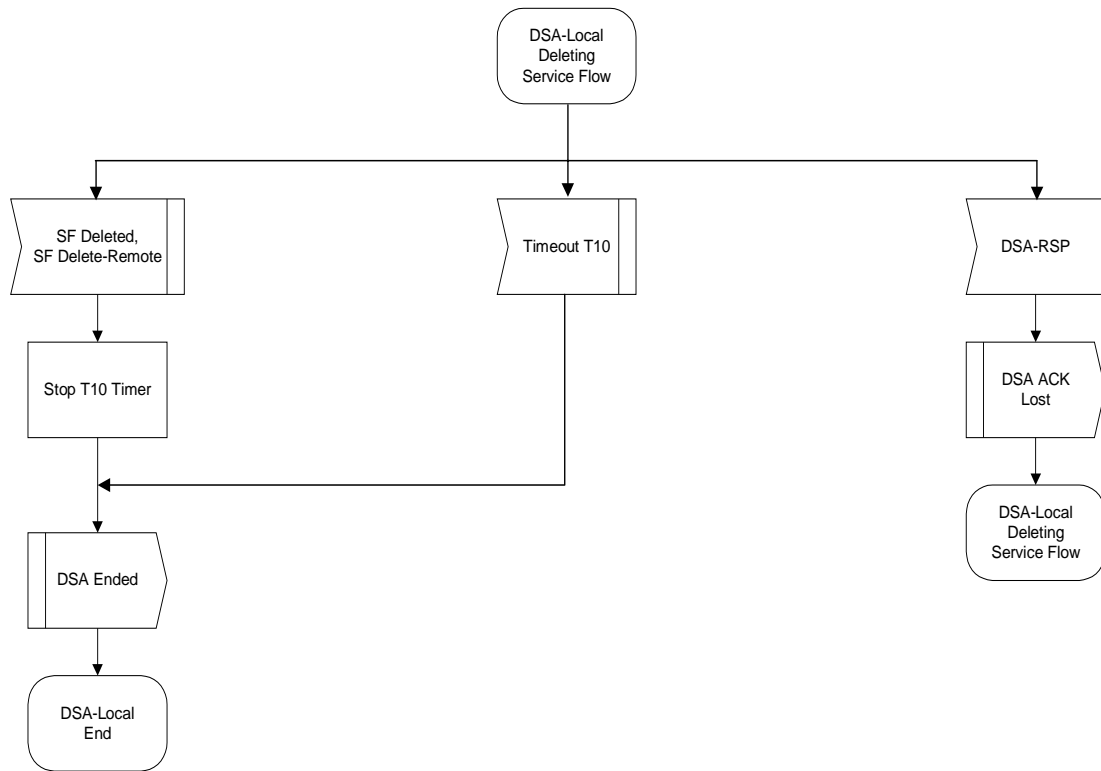 DSA-Local
Deleting
Service Flow
SF Deleted,
SF Delete-Remote
Timeout T10
DSA-RSP
Stop T10 Timer
DSA ACK
Lost
DSA-Local
Deleting
Service Flow
DSA Ended
DSA-Local
End